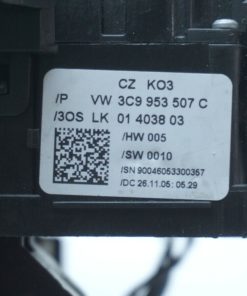 CZ KO3
/P VW 3C9 953 507 C
/3OS LK 01 4038 03
/HW 005
/SW 0010
/SN 90046053300357
/DC 26.11.05; 05.29